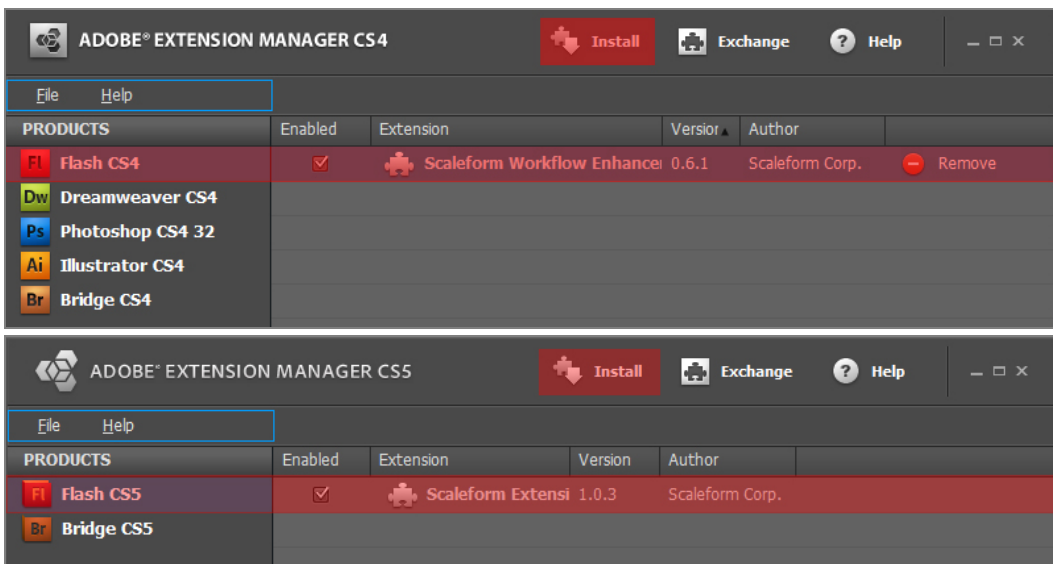 ADOBE® EXTENSION MANAGER CS4 Install Exchange ? Help
File Help
PRODUCTS Enabled Extension Version Author
Fl Flash CS4 Scaleform Workflow Enhancer 0.6.1 Scaleform Corp. Remove
Dw Dreamweaver CS4
Ps Photoshop CS4 32
Ai Illustrator CS4
Br Bridge CS4
ADOBE® EXTENSION MANAGER CS5 Install Exchange ? Help
File Help
PRODUCTS Enabled Extension Version Author
Fl Flash CS5 Scaleform Extensi 1.0.3 Scaleform Corp.
Br Bridge CS5